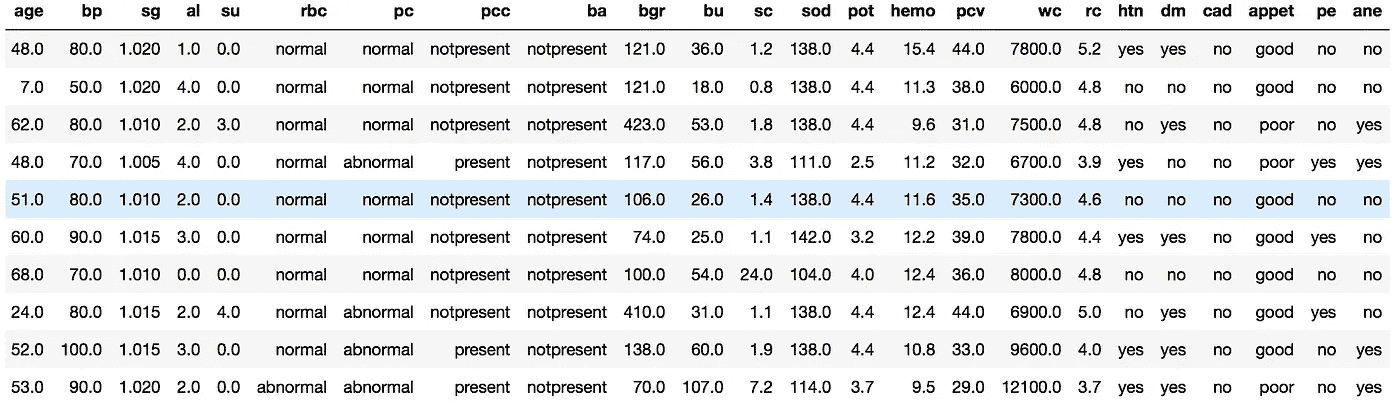 age bp sg al su rbc pc pcc ba bgr bu sc sod pot hemo pcv wc rc htn dm cad appet pe ane
48.0 80.0 1.020 1.0 0.0 normal normal notpresent notpresent 121.0 36.0 1.2 138.0 4.4 15.4 44.0 7800.0 5.2 yes yes no good no no
7.0 50.0 1.020 4.0 0.0 normal normal notpresent notpresent 121.0 18.0 0.8 138.0 4.4 11.3 38.0 6000.0 4.8 no no no good no no
62.0 80.0 1.010 2.0 3.0 normal normal notpresent notpresent 423.0 53.0 1.8 138.0 4.4 9.6 31.0 7500.0 4.8 no yes no poor no yes
48.0 70.0 1.005 4.0 0.0 normal abnormal present notpresent 117.0 56.0 3.8 111.0 2.5 11.2 32.0 6700.0 3.9 yes no no poor yes yes
51.0 80.0 1.010 2.0 0.0 normal normal notpresent notpresent 106.0 26.0 1.4 138.0 4.4 11.6 35.0 7300.0 4.6 no no no good no no
60.0 90.0 1.015 3.0 0.0 normal normal notpresent notpresent 74.0 25.0 1.1 142.0 3.2 12.2 39.0 7800.0 4.4 yes yes no good yes no
68.0 70.0 1.010 0.0 0.0 normal normal notpresent notpresent 100.0 54.0 24.0 104.0 4.0 12.4 36.0 8000.0 4.8 no no no good no no
24.0 80.0 1.015 2.0 4.0 normal abnormal notpresent notpresent 410.0 31.0 1.1 138.0 4.4 12.4 44.0 6900.0 5.0 no yes no good yes no
52.0 100.0 1.015 3.0 0.0 normal abnormal present notpresent 138.0 60.0 1.9 138.0 4.4 10.8 33.0 9600.0 4.0 yes yes no good no yes
53.0 90.0 1.020 2.0 0.0 abnormal abnormal present notpresent 70.0 107.0 7.2 114.0 3.7 9.5 29.0 12100.0 3.7 yes yes no poor no yes